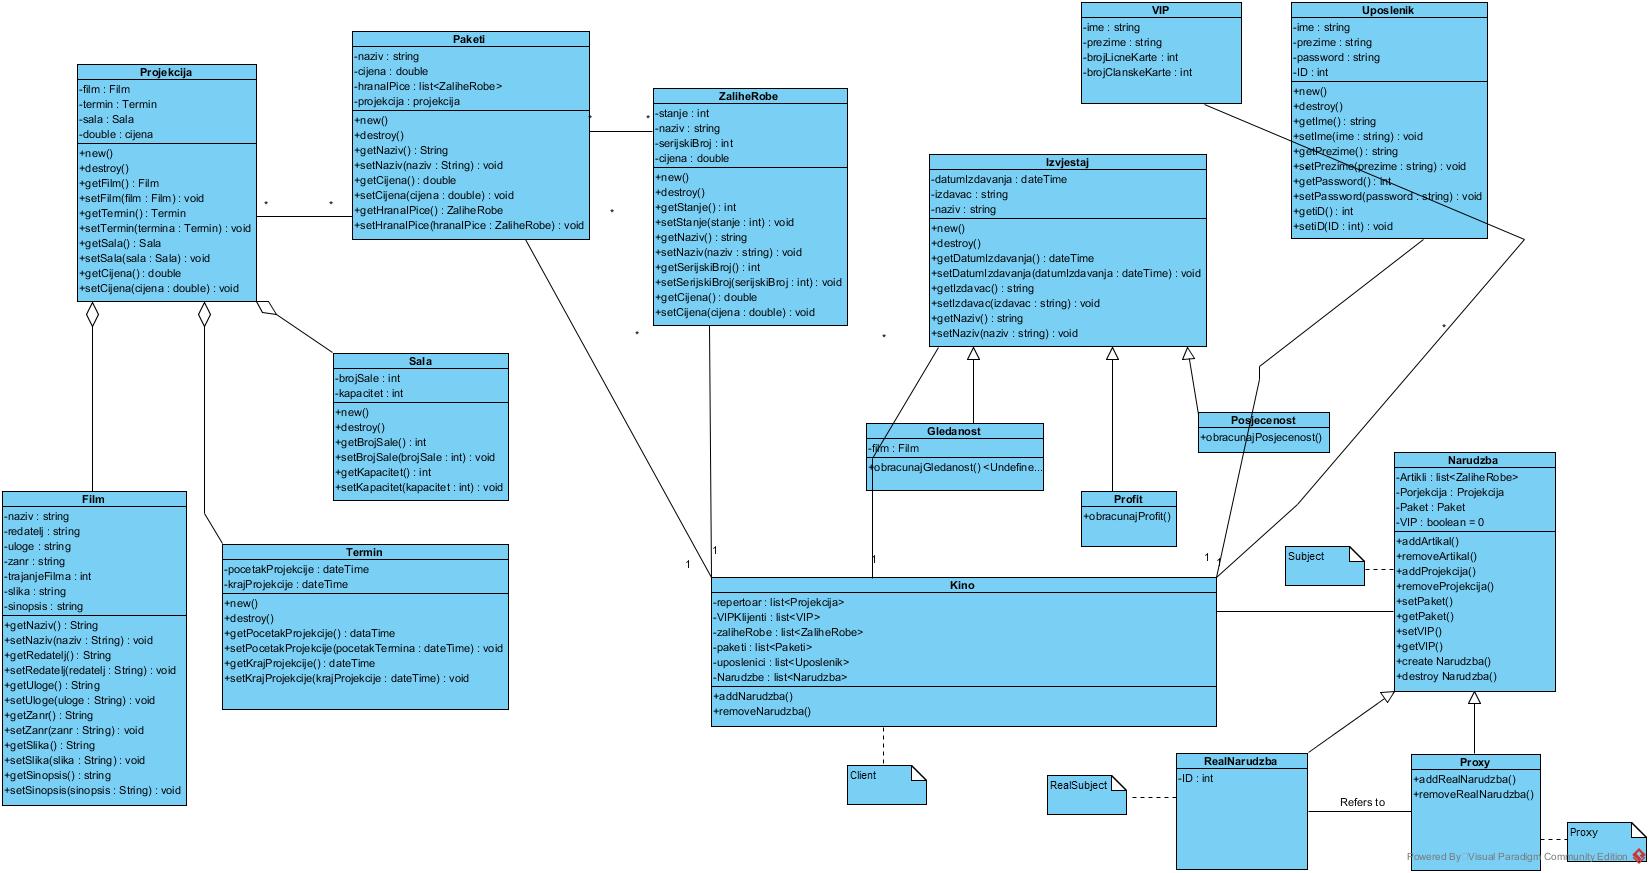 Projekcija
-film : Film
-termin : Termin
-sala : Sala
-double : cijena
+new()
+destroy()
+getFilm() : Film
+setFilm(film : Film) : void
+getTermin() : Termin
+setTermin(termina : Termin) : void
+getSala() : Sala
+setSala(sala : Sala) : void
+getCijena() : double
+setCijena(cijena : double) : void
Paketi
-naziv : string
-cijena : double
-hranaIPice : list<ZaliheRobe>
-projekcija : projekcija
+new()
+destroy()
+getNaziv() : String
+setNaziv(naziv : String) : void
+getCijena() : double
+setCijena(cijena : double) : void
+getHranaIPice() : ZaliheRobe
+setHranaIPice(hranaIPice : ZaliheRobe) : void
ZaliheRobe
-stanje : int
-naziv : string
-serijskiBroj : int
-cijena : double
+new()
+destroy()
+getStanje() : int
+setStanje(stanje : int) : void
+getNaziv() : string
+setNaziv(naziv : string) : void
+getSerijskiBroj() : int
+setSerijskiBroj(serijskiBroj : int) : void
+getCijena() : double
+setCijena(cijena : double) : void
VIP
-ime : string
-prezime : string
-brojLicneKarte : int
-brojClanskeKarte : int
Uposlenik
-ime : string
-prezime : string
-password : string
-ID : int
+new()
+destroy()
+getIme() : string
+setIme(ime : string) : void
+getPrezime() : string
+setPrezime(prezime : string) : void
+getPassword() : int
+setPassword(password : string) : void
+getiD() : int
+setiD(ID : int) : void
Izvjestaj
-datumIzdavanja : dateTime
-izdavac : string
-naziv : string
+new()
+destroy()
+getDatumIzdavanja() : dateTime
+setDatumIzdavanja(datumIzdavanja : dateTime) : void
+getIzdavac() : string
+setIzdavac(izdavac : string) : void
+getNaziv() : string
+setNaziv(naziv : string) : void
* * * * * * * *
Sala
-brojSale : int
-kapacitet : int
+new()
+destroy()
+getBrojSale() : int
+setBrojSale(brojSale : int) : void
+getKapacitet() : int
+setKapacitet(kapacitet : int) : void
Gledanost
-film : Film
+obracunajGledanost() <Undefine...
Profit
+obracunajProfit()
Posjecenost
+obracunajPosjecenost()
Film
-naziv : string
-redatelj : string
-uloge : string
-zanr : string
-trajanjeFilma : int
-slika : string
-sinopsis : string
+getNaziv() : String
+setNaziv(naziv : String) : void
+getRedatelj() : String
+setRedatelj(redatelj : String) : void
+getUloge() : String
+setUloge(uloge : String) : void
+getZanr() : String
+setZanr(zanr : String) : void
+getSlika() : String
+setSlika(slika : String) : void
+getSinopsis() : string
+setSinopsis(sinopsis : String) : void
Termin
-pocetakProjekcije : dateTime
-krajProjekcije : dateTime
+new()
+destroy()
+getPocetakProjekcije() : dataTime
+setPocetakProjekcije(pocetakTermina : dateTime) : void
+getKrajProjekcije() : dateTime
+setKrajProjekcije(krajProjekcije : dateTime) : void
1 1 1 1 1
Kino
-repertoar : list<Projekcija>
-VIPKlijenti : list<VIP>
-zaliheRobe : list<ZaliheRobe>
-paketi : list<Paketi>
-uposlenici : list<Uposlenik>
-Narudzbe : list<Narudzba>
+addNarudzba()
+removeNarudzba()
Client
Subject
Narudzba
-Artikli : list<ZaliheRobe>
-Porjekcija : Projekcija
-Paket : Paket
-VIP : boolean = 0
+addArtikal()
+removeArtikal()
+addProjekcija()
+removeProjekcija()
+setPaket()
+getPaket()
+setVIP()
+getVIP()
+create Narudzba()
+destroy Narudzba()
RealSubject
RealNarudzba
-ID : int
Refers to
Proxy
+addRealNarudzba()
+removeRealNarudzba()
Proxy
Powered By Visual Paradigm Community Edition